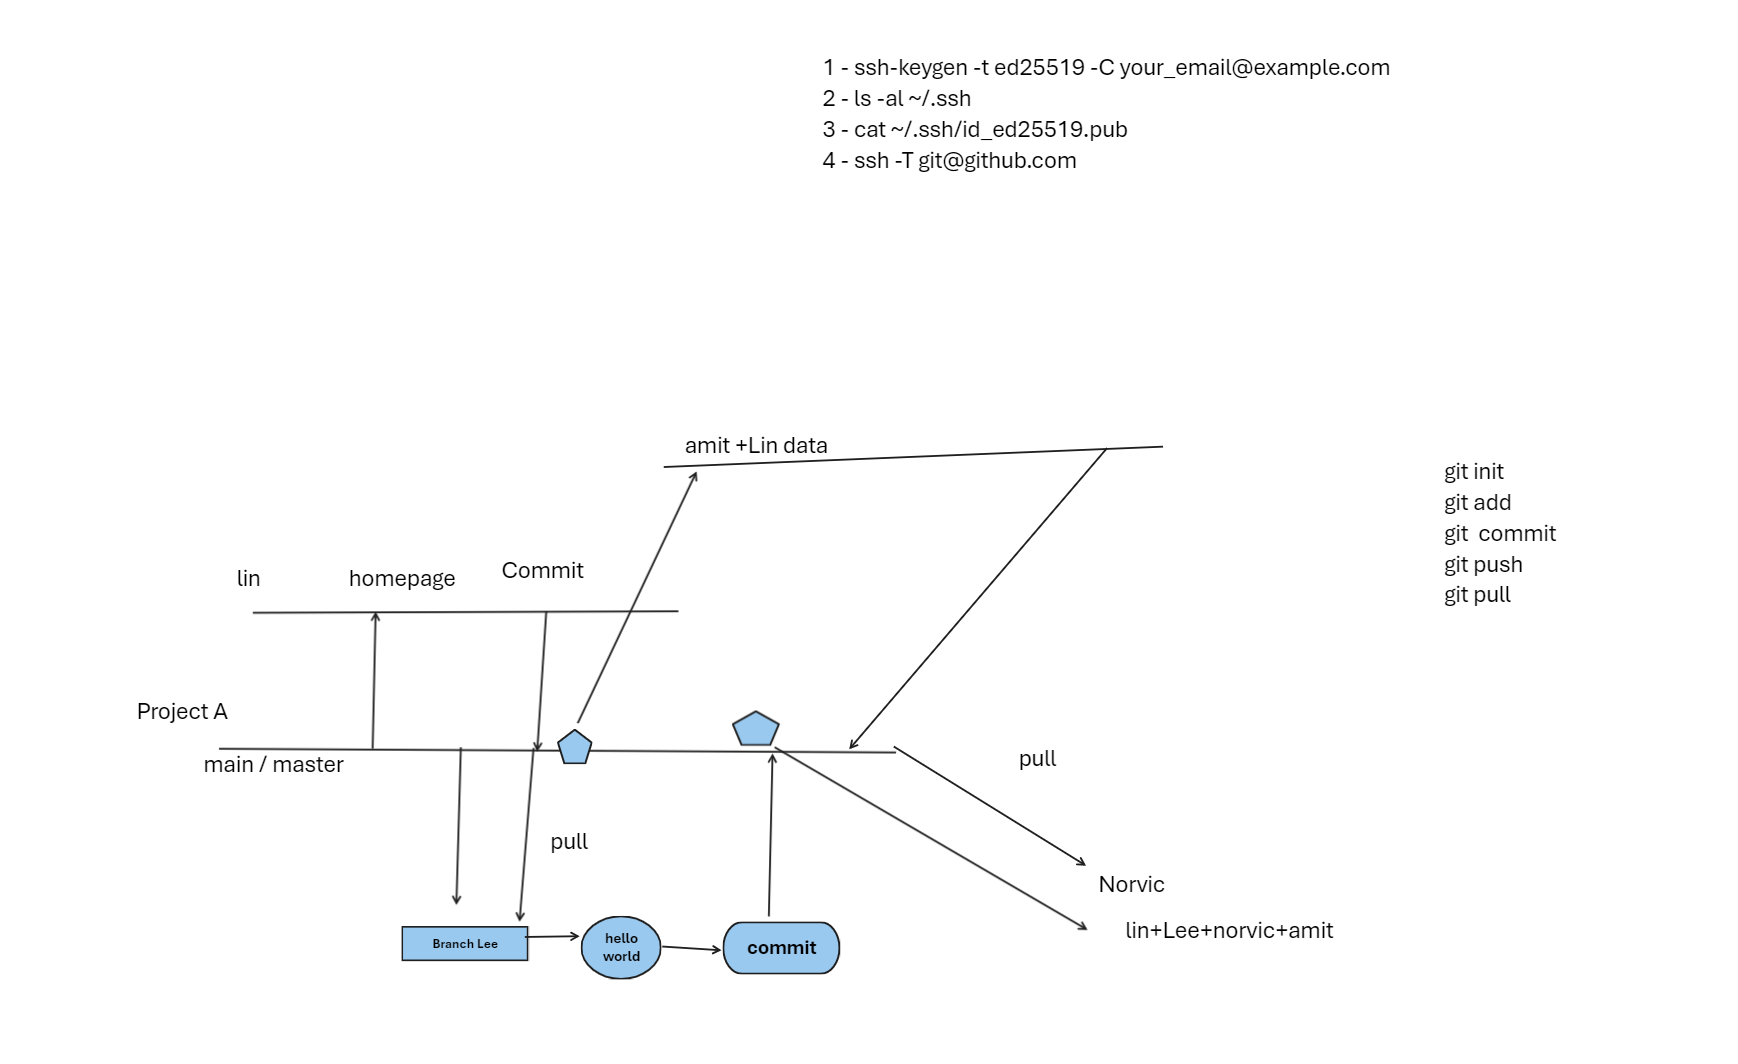 1 - ssh-keygen -t ed25519 -C your_email@example.com
2 - ls -al ~/.ssh
3 - cat ~/.ssh/id_ed25519.pub
4 - ssh -T git@github.com
amit +Lin data
git init
git add
git  commit
git push
git pull
lin
homepage
Commit
Project A
main / master
pull
pull
Norvic
lin+Lee+norvic+amit
Branch Lee
hello
world
commit